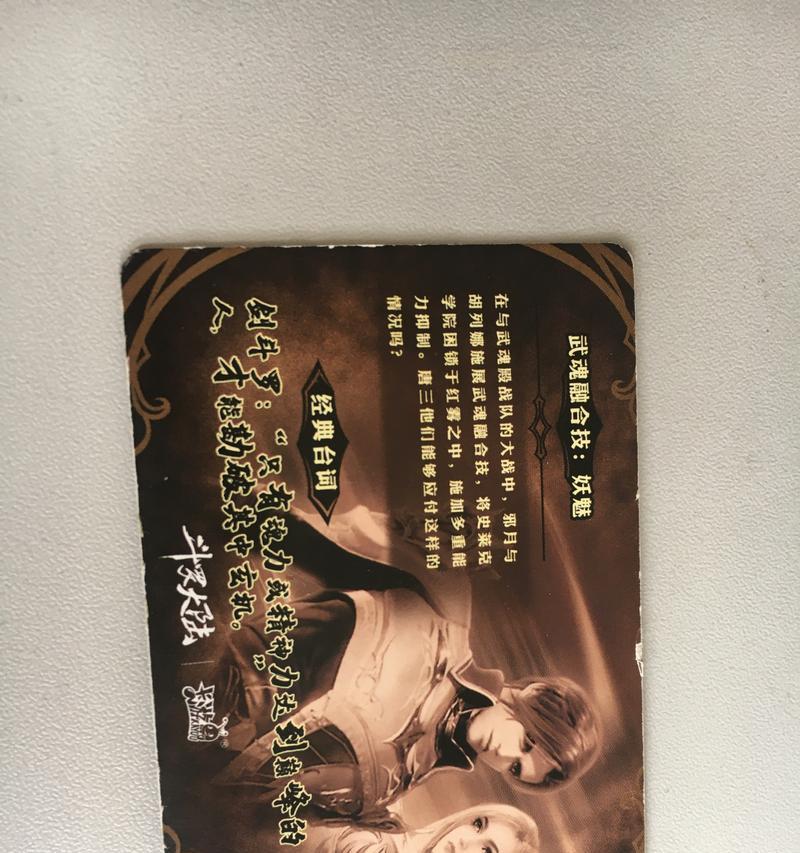 武魂融合技：妖魅
在与武魂殿战队的大战中，邪月与
胡列娜施展武魂融合技，将史莱克
学院困锁于红雾之中，施加多重能
力抑制。唐三他们能够应付这样的
情况吗？
经典台词
剑斗罗：“只有魂力或精神力达到巅峰的
人，才能勘破其中玄机。”
斗罗大陆